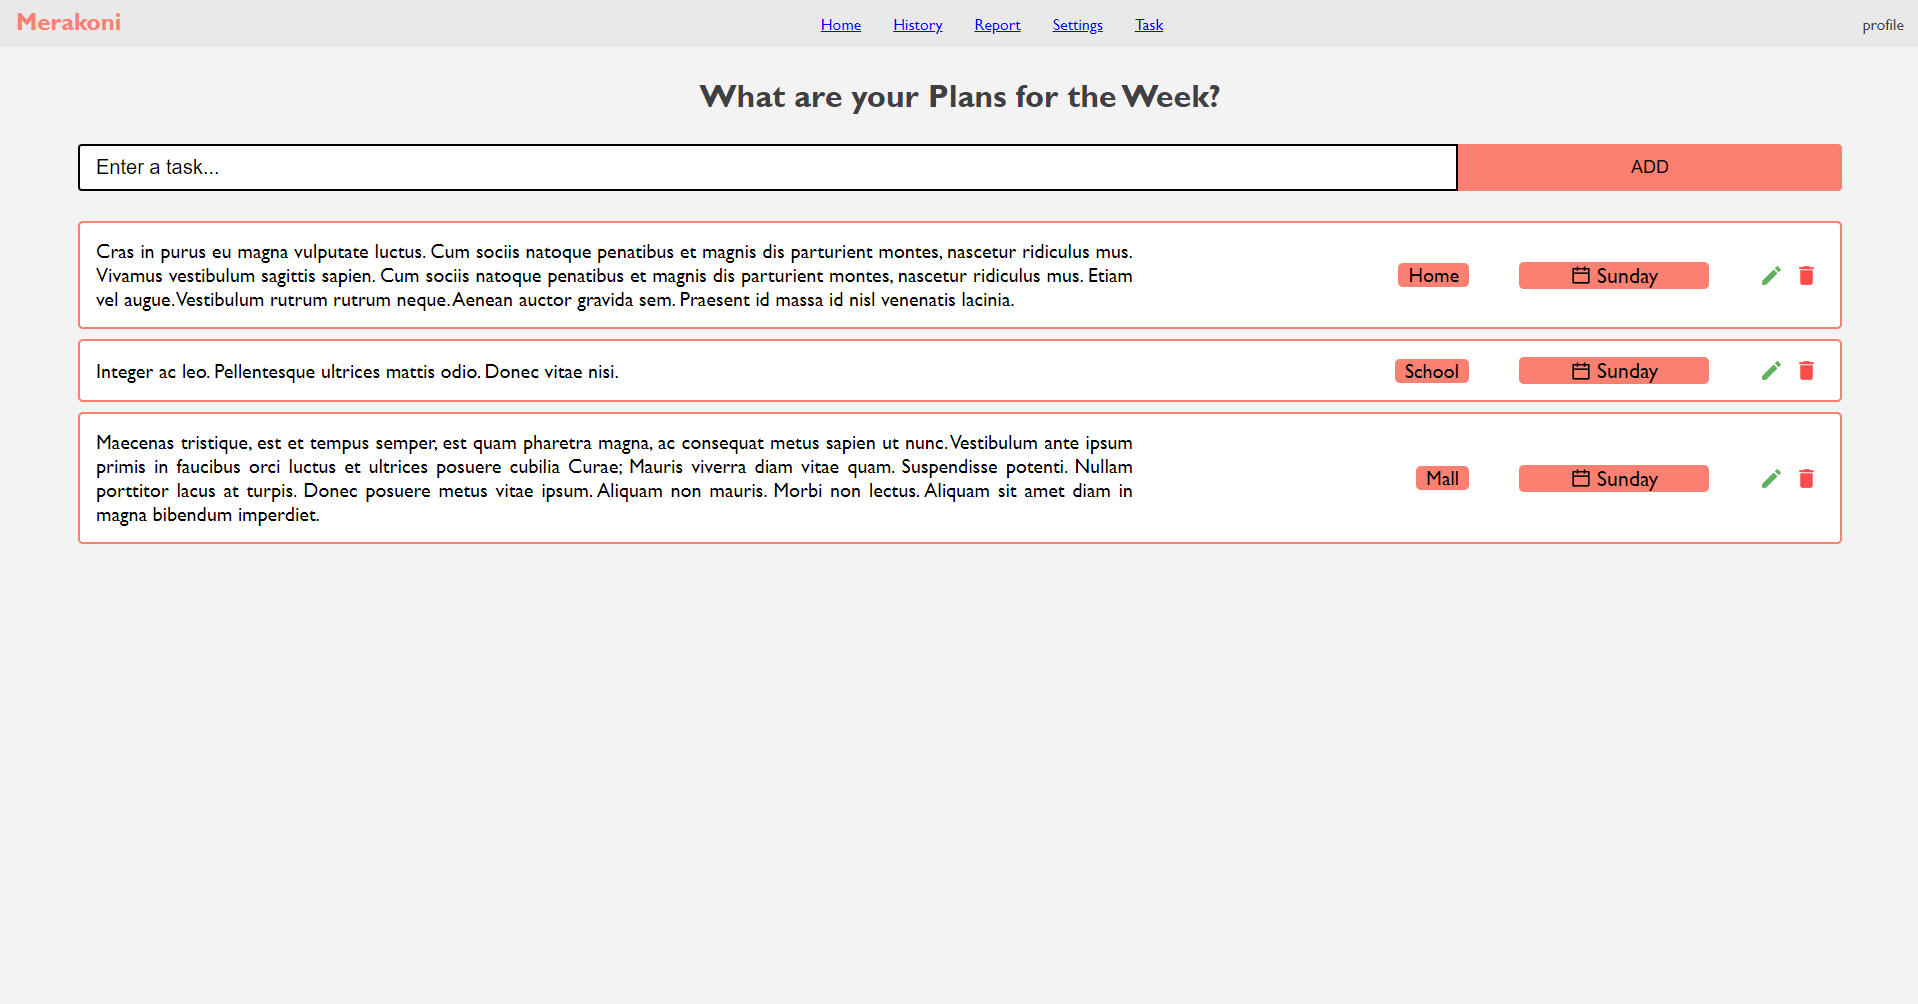 Merakoni
Home History Report Settings Task
profile
What are your Plans for the Week?
Enter a task...
ADD
Cras in purus eu magna vulputate luctus. Cum sociis natoque penatibus et magnis dis parturient montes, nascetur ridiculus mus.
Vivamus vestibulum sagittis sapien. Cum sociis natoque penatibus et magnis dis parturient montes, nascetur ridiculus mus. Etiam
vel augue. Vestibulum rutrum rutrum neque. Aenean auctor gravida sem. Praesent id massa id nisl venenatis lacinia.
Home
Sunday
Integer ac leo. Pellentesque ultrices mattis odio. Donec vitae nisi.
School
Sunday
Maecenas tristique, est et tempus semper, est quam pharetra magna, ac consequat metus sapien ut nunc. Vestibulum ante ipsum
primis in faucibus orci luctus et ultrices posuere cubilia Curae; Mauris viverra diam vitae quam. Suspendisse potenti. Nullam
porttitor lacus at turpis. Donec posuere metus vitae ipsum. Aliquam non mauris. Morbi non lectus. Aliquam sit amet diam in
magna bibendum imperdiet.
Mall
Sunday